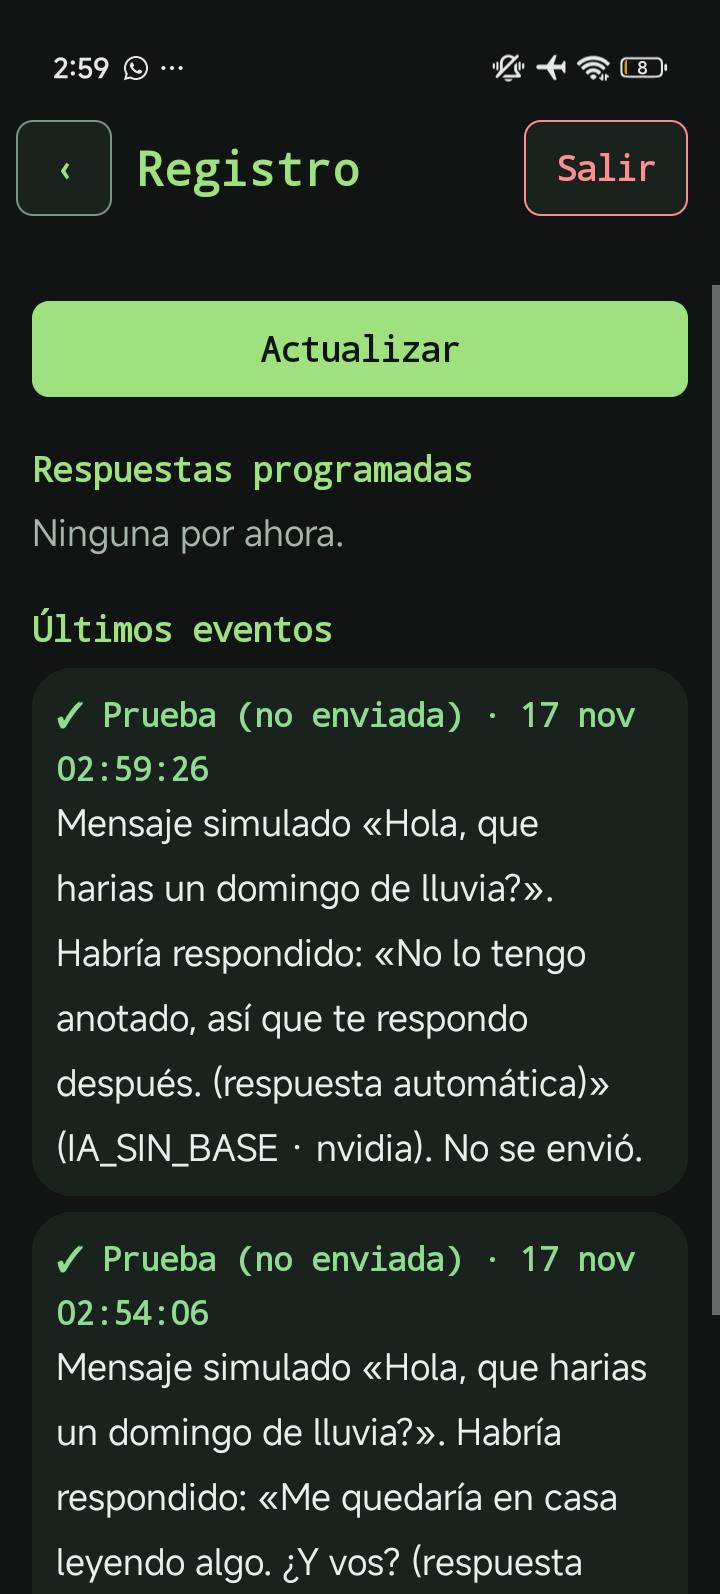 2:59 ...
8
‹ Registro Salir
Actualizar
Respuestas programadas
Ninguna por ahora.
Últimos eventos
✓ Prueba (no enviada) · 17 nov
02:59:26
Mensaje simulado «Hola, que
harias un domingo de lluvia?».
Habría respondido: «No lo tengo
anotado, así que te respondo
después. (respuesta automática)»
(IA_SIN_BASE · nvidia). No se envió.
✓ Prueba (no enviada) · 17 nov
02:54:06
Mensaje simulado «Hola, que harias
un domingo de lluvia?». Habría
respondido: «Me quedaría en casa
leyendo algo. ¿Y vos? (respuesta